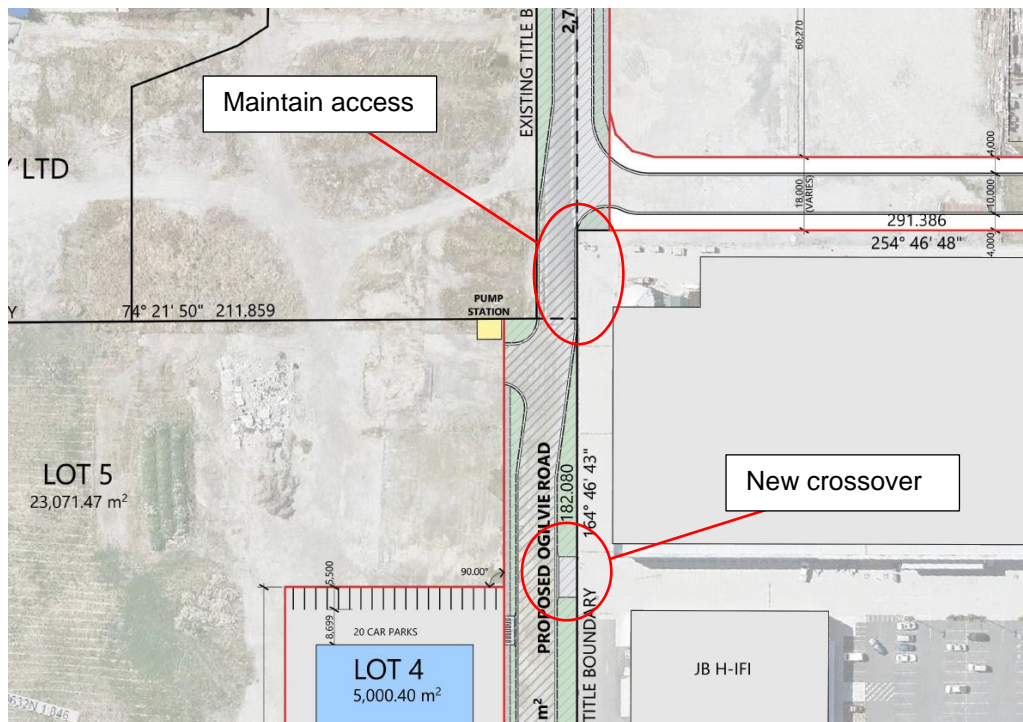 EXISTING TITLE B
2,7
60,270
Maintain access
LTD
4,000
18,000
(VARIES)
10,000
291.386
254° 46' 48"
4,000
PUMP
STATION
Y
74° 21' 50" 211.859
LOT 5
23,071.47 m²
PROPOSED OGILVIE ROAD
182.080
164° 46' 43"
New crossover
90.00°
5,500
8,699
20 CAR PARKS
LOT 4
5,000.40 m²
m²
TITLE BOUNDARY
JB H-IFI